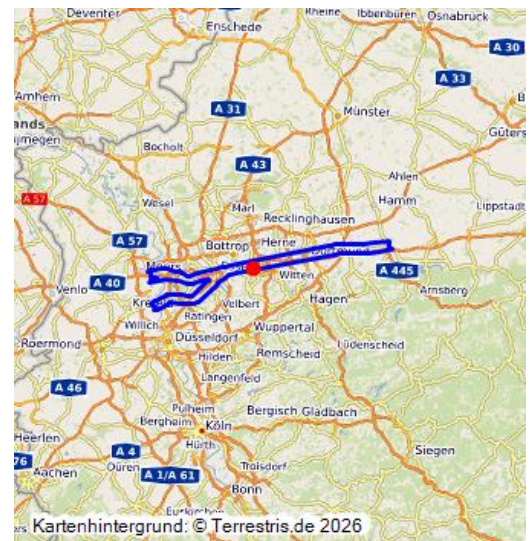 Deventer
Enschede
Rheine
Ibbenbüren
Osnabrück
A 30
A 33
Arnhem
A 31
Münster
Güters
lands
Nijmegen
Bocholt
A 43
Ahlen
A 57
Wesel
Marl
Hamm
Lippstadt
Recklinghausen
A 57
Bottrop
Herne
A 40
Moers
Venlo
Witten
A 445
Arnsberg
Krefeld
Velbert
Hagen
Willich
Ratingen
Wuppertal
Roermond
Düsseldorf
Lüdenscheid
Hilden
Remscheid
A 46
Langenfeld
Pulheim
Bergisch Gladbach
Bergheim
Köln
Heerlen
A 4
Hürth
Siegen
76
Düren
A 1/A 61
Troisdorf
Aachen
Bonn
Euskirchen
Kartenhintergrund: © Terrestris.de 2026